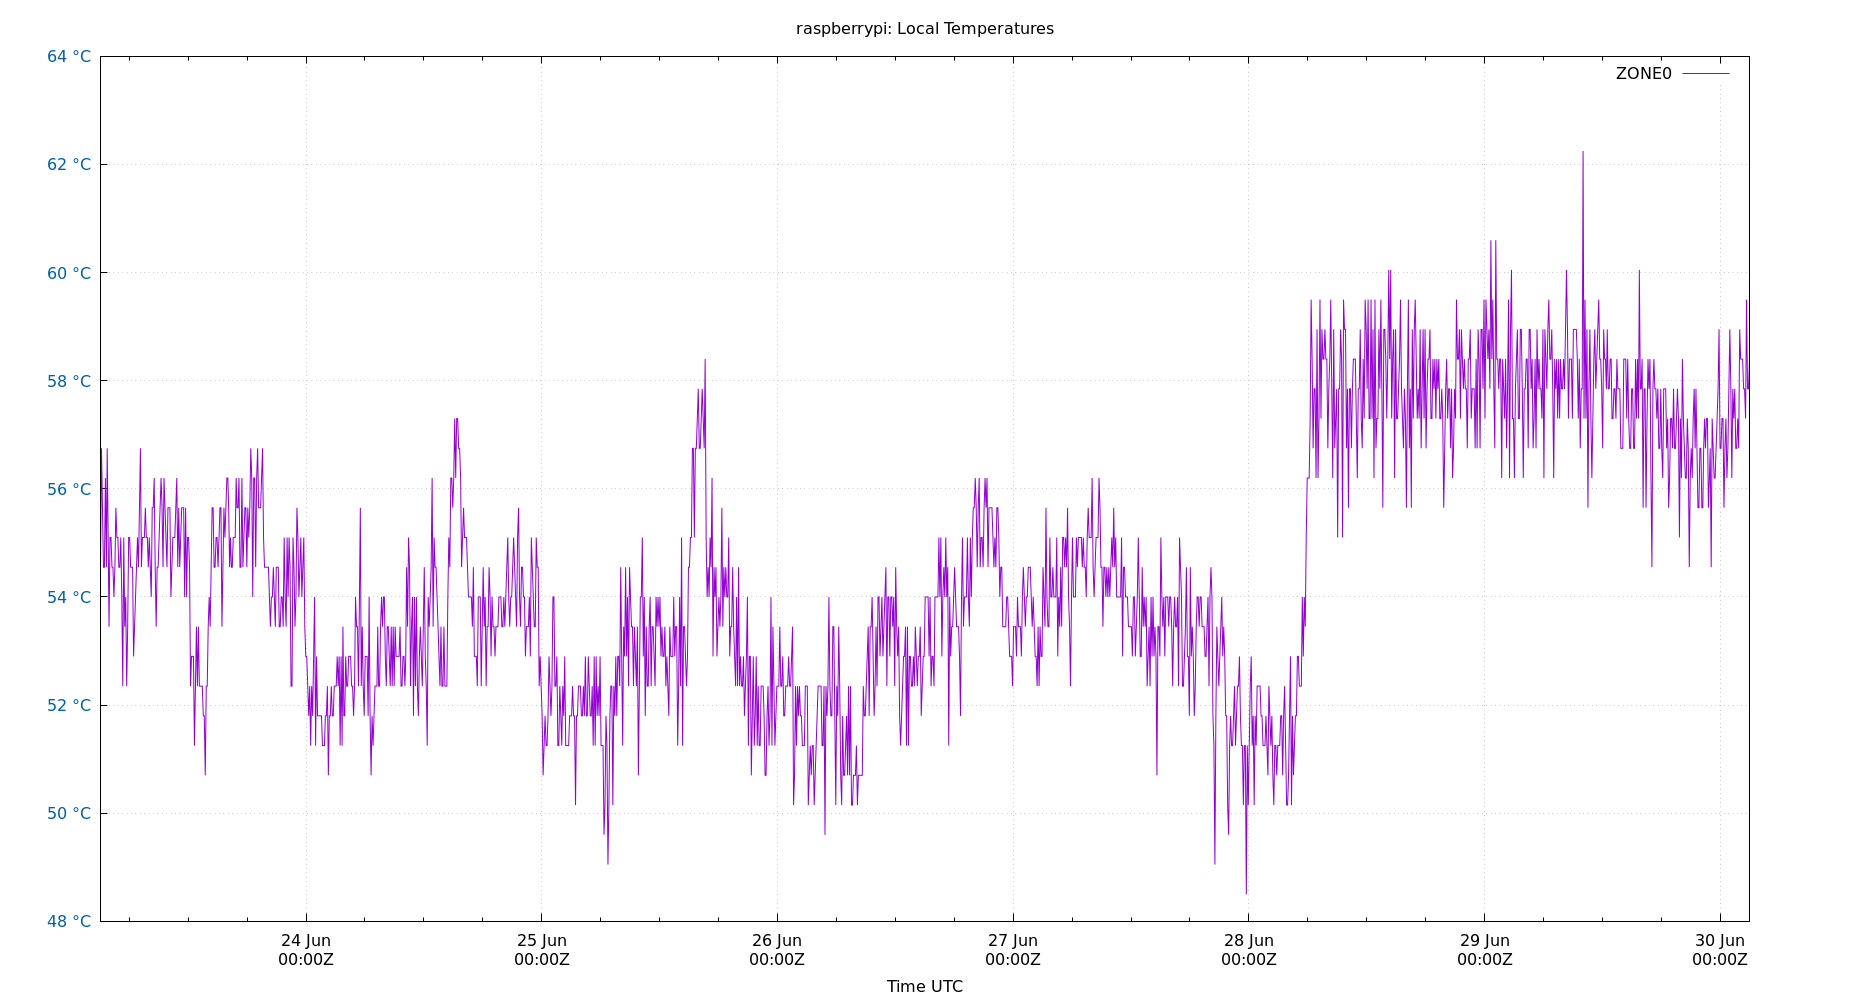 raspberrypi: Local Temperatures
64 °C
ZONE0
62 °C
60 °C
58 °C
56 °C
54 °C
52 °C
50 °C
48 °C
24 Jun 25 Jun 26 Jun 27 Jun 28 Jun 29 Jun 30 Jun
00:00Z 00:00Z 00:00Z 00:00Z 00:00Z 00:00Z 00:00Z
Time UTC